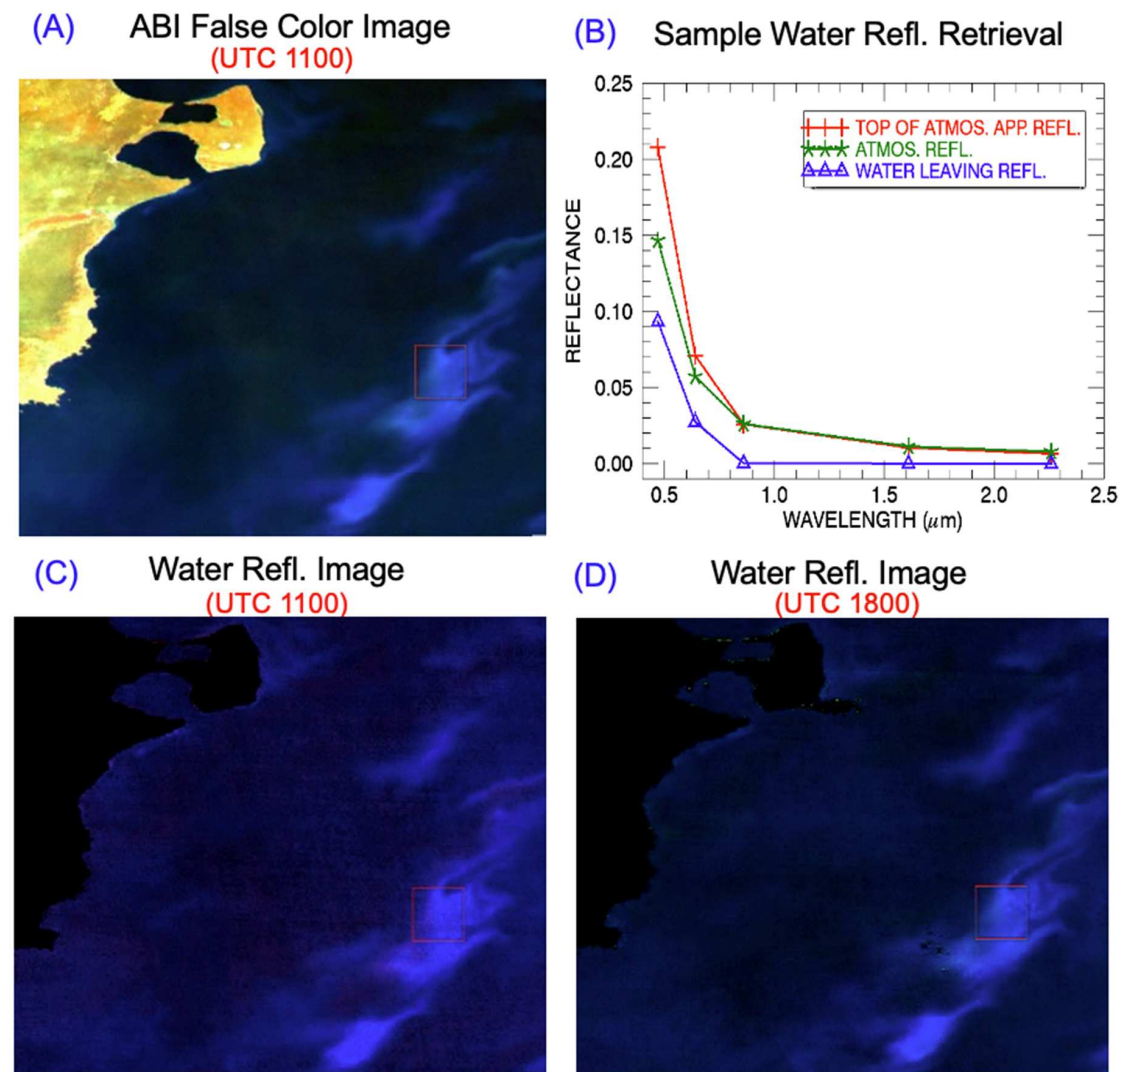 (A) ABI False Color Image
(UTC 1100)
(B) Sample Water Refl. Retrieval
0.25
0.20
0.15
0.10
0.05
0.00
REFLECTANCE
TOP OF ATMOS. APP. REFL.
ATMOS. REFL.
WATER LEAVING REFL.
0.5 1.0 1.5 2.0 2.5
WAVELENGTH (μm)
(C) Water Refl. Image
(UTC 1100)
(D) Water Refl. Image
(UTC 1800)